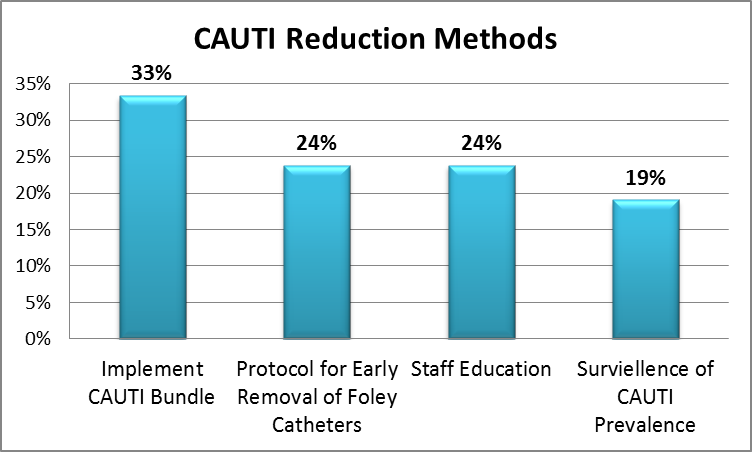 CAUTI Reduction Methods
33%
24%
24%
19%
35%
30%
25%
20%
15%
10%
5%
0%
Implement
CAUTI Bundle
Protocol for Early
Removal of Foley
Catheters
Staff Education
Surviellence of
CAUTI
Prevalence